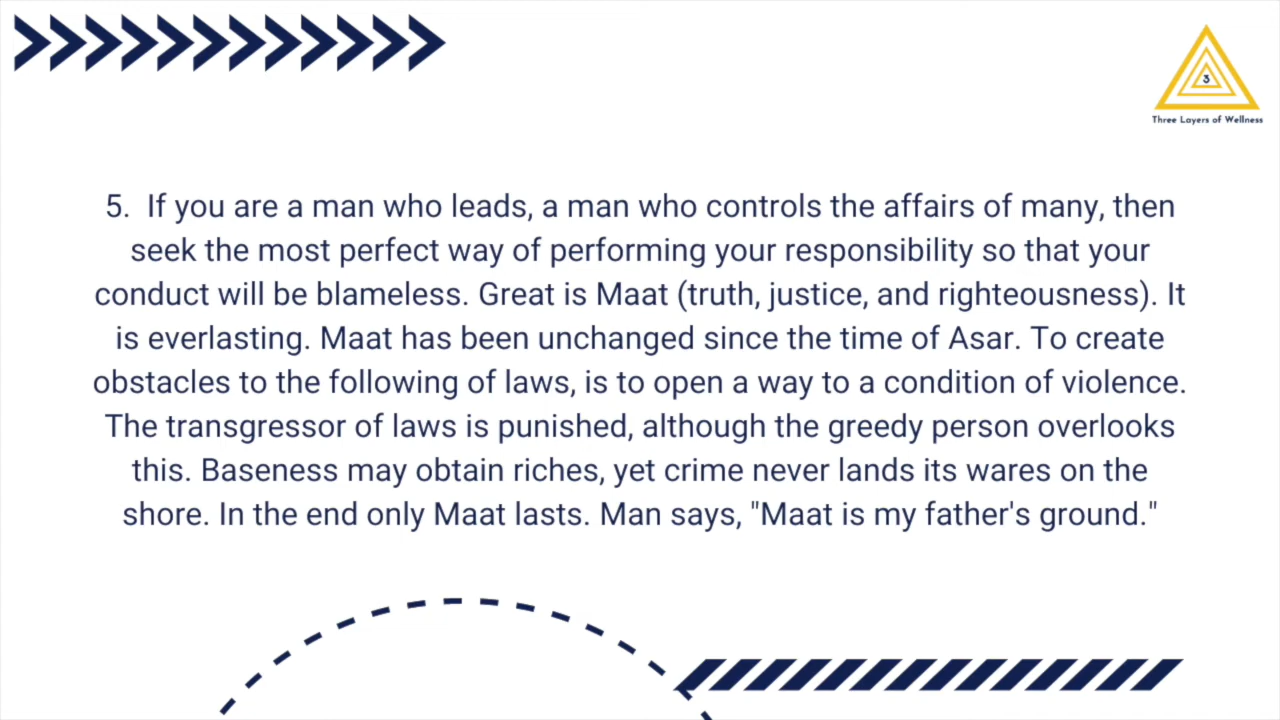 3
Three Layers of Wellness
5. If you are a man who leads, a man who controls the affairs of many, then
seek the most perfect way of performing your responsibility so that your
conduct will be blameless. Great is Maat (truth, justice, and righteousness). It
is everlasting. Maat has been unchanged since the time of Asar. To create
obstacles to the following of laws, is to open a way to a condition of violence.
The transgressor of laws is punished, although the greedy person overlooks
this. Baseness may obtain riches, yet crime never lands its wares on the
shore. In the end only Maat lasts. Man says, "Maat is my father's ground."